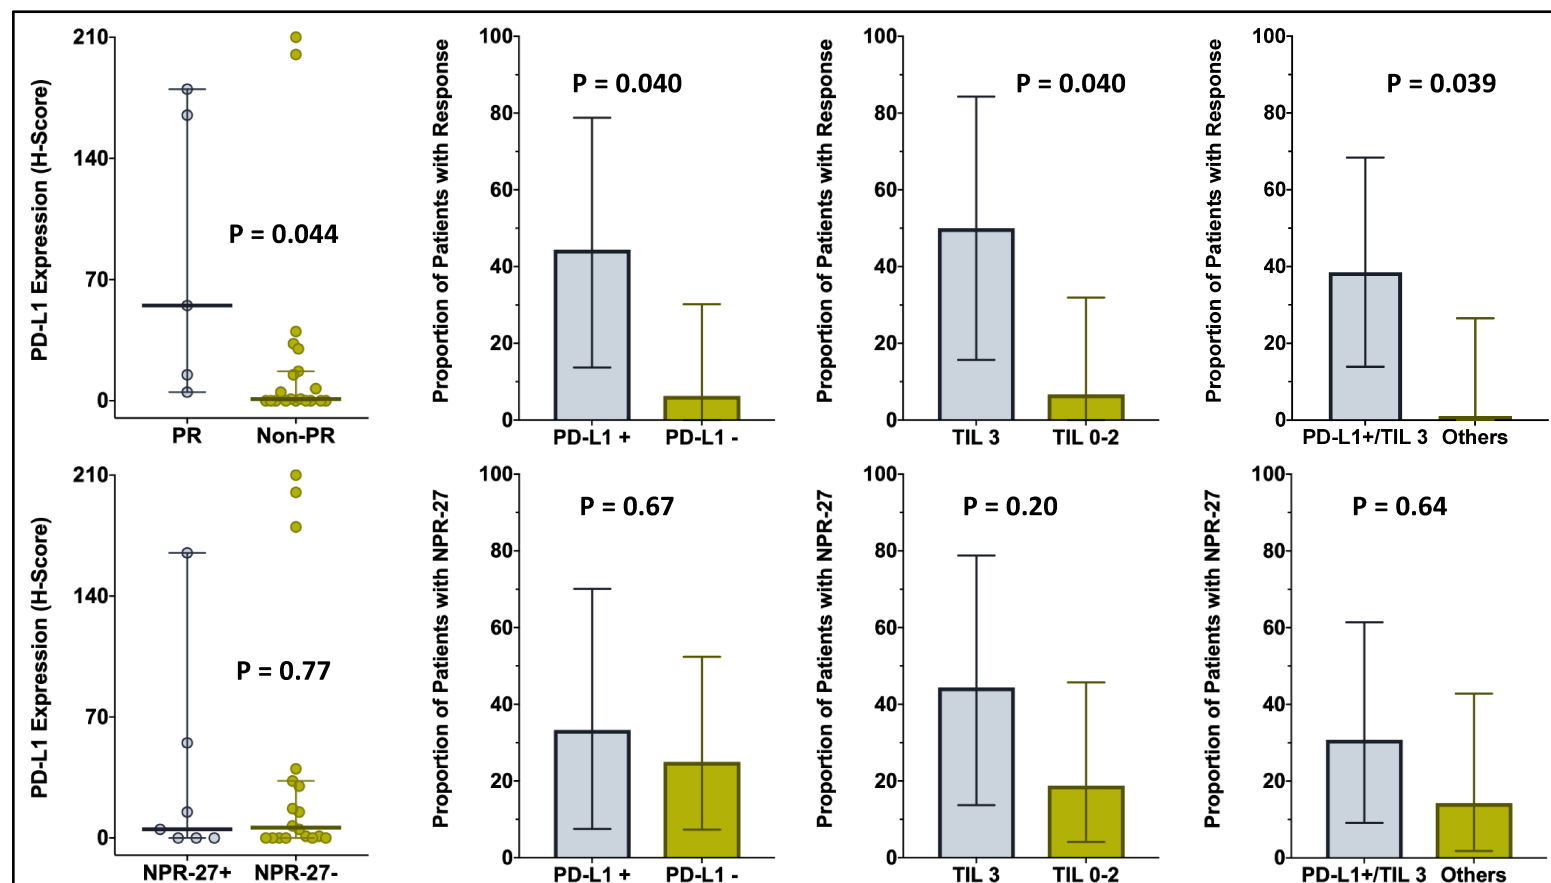 PD-L1 Expression (H-Score)
210
140
70
0
P = 0.044
PR Non-PR
Proportion of Patients with Response
100
80
60
40
20
0
P = 0.040
PD-L1 + PD-L1 -
Proportion of Patients with Response
100
80
60
40
20
0
P = 0.040
TIL 3 TIL 0-2
Proportion of Patients with Response
100
80
60
40
20
0
P = 0.039
PD-L1+/TIL 3 Others
PD-L1 Expression (H-Score)
210
140
70
0
P = 0.77
NPR-27+ NPR-27-
Proportion of Patients with NPR-27
100
80
60
40
20
0
P = 0.67
PD-L1 + PD-L1 -
Proportion of Patients with NPR-27
100
80
60
40
20
0
P = 0.20
TIL 3 TIL 0-2
Proportion of Patients with NPR-27
100
80
60
40
20
0
P = 0.64
PD-L1+/TIL 3 Others